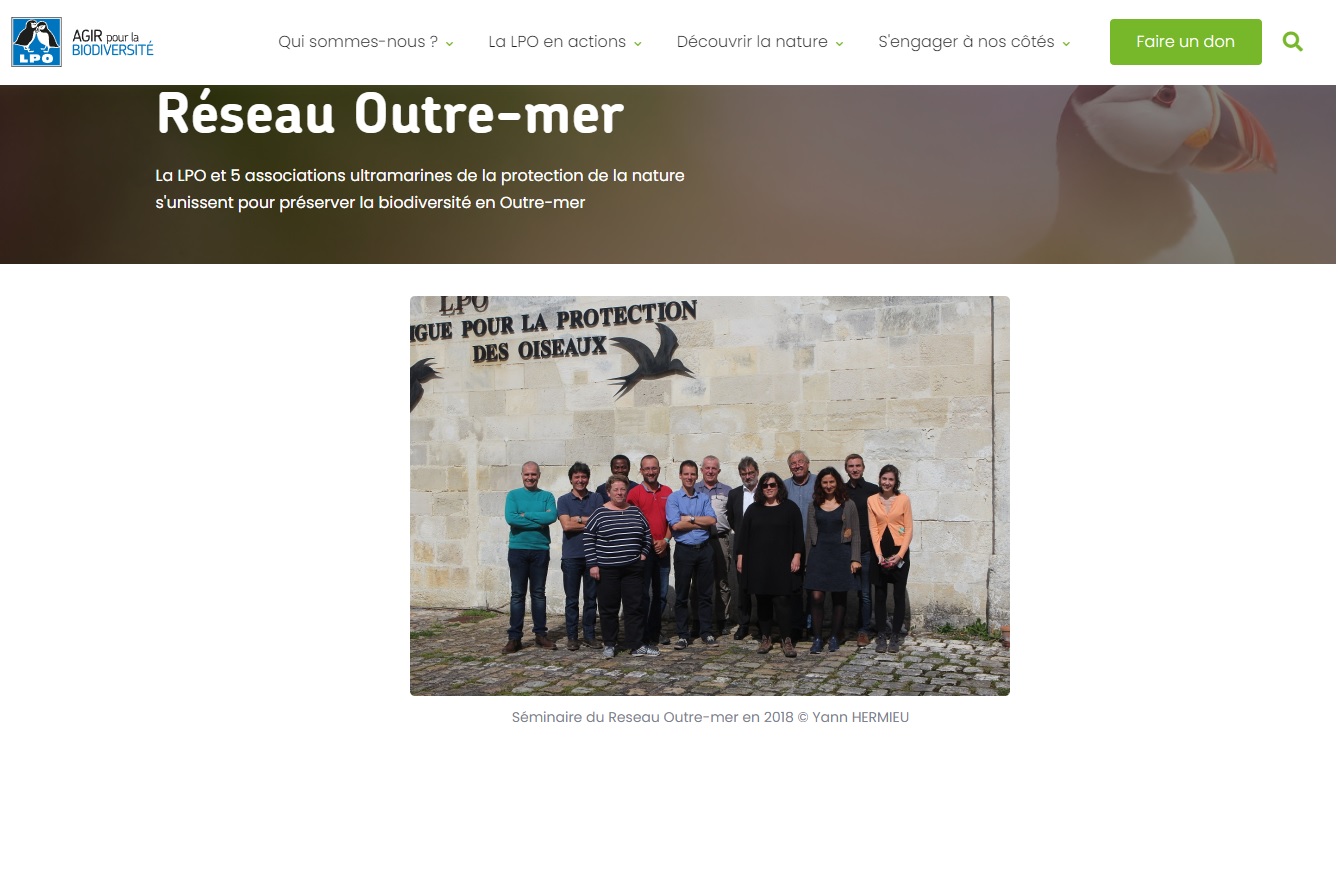 AGIR pour la
BIODIVERSITÉ
LPO
Qui sommes-nous ?
La LPO en actions
Découvrir la nature
S'engager à nos côtés
Faire un don
Réseau Outre-mer
La LPO et 5 associations ultramarines de la protection de la nature
s'unissent pour préserver la biodiversité en Outre-mer
LPO
IGUE POUR LA PROTECTION
DES OISEAUX
Séminaire du Reseau Outre-mer en 2018 © Yann HERMIEU